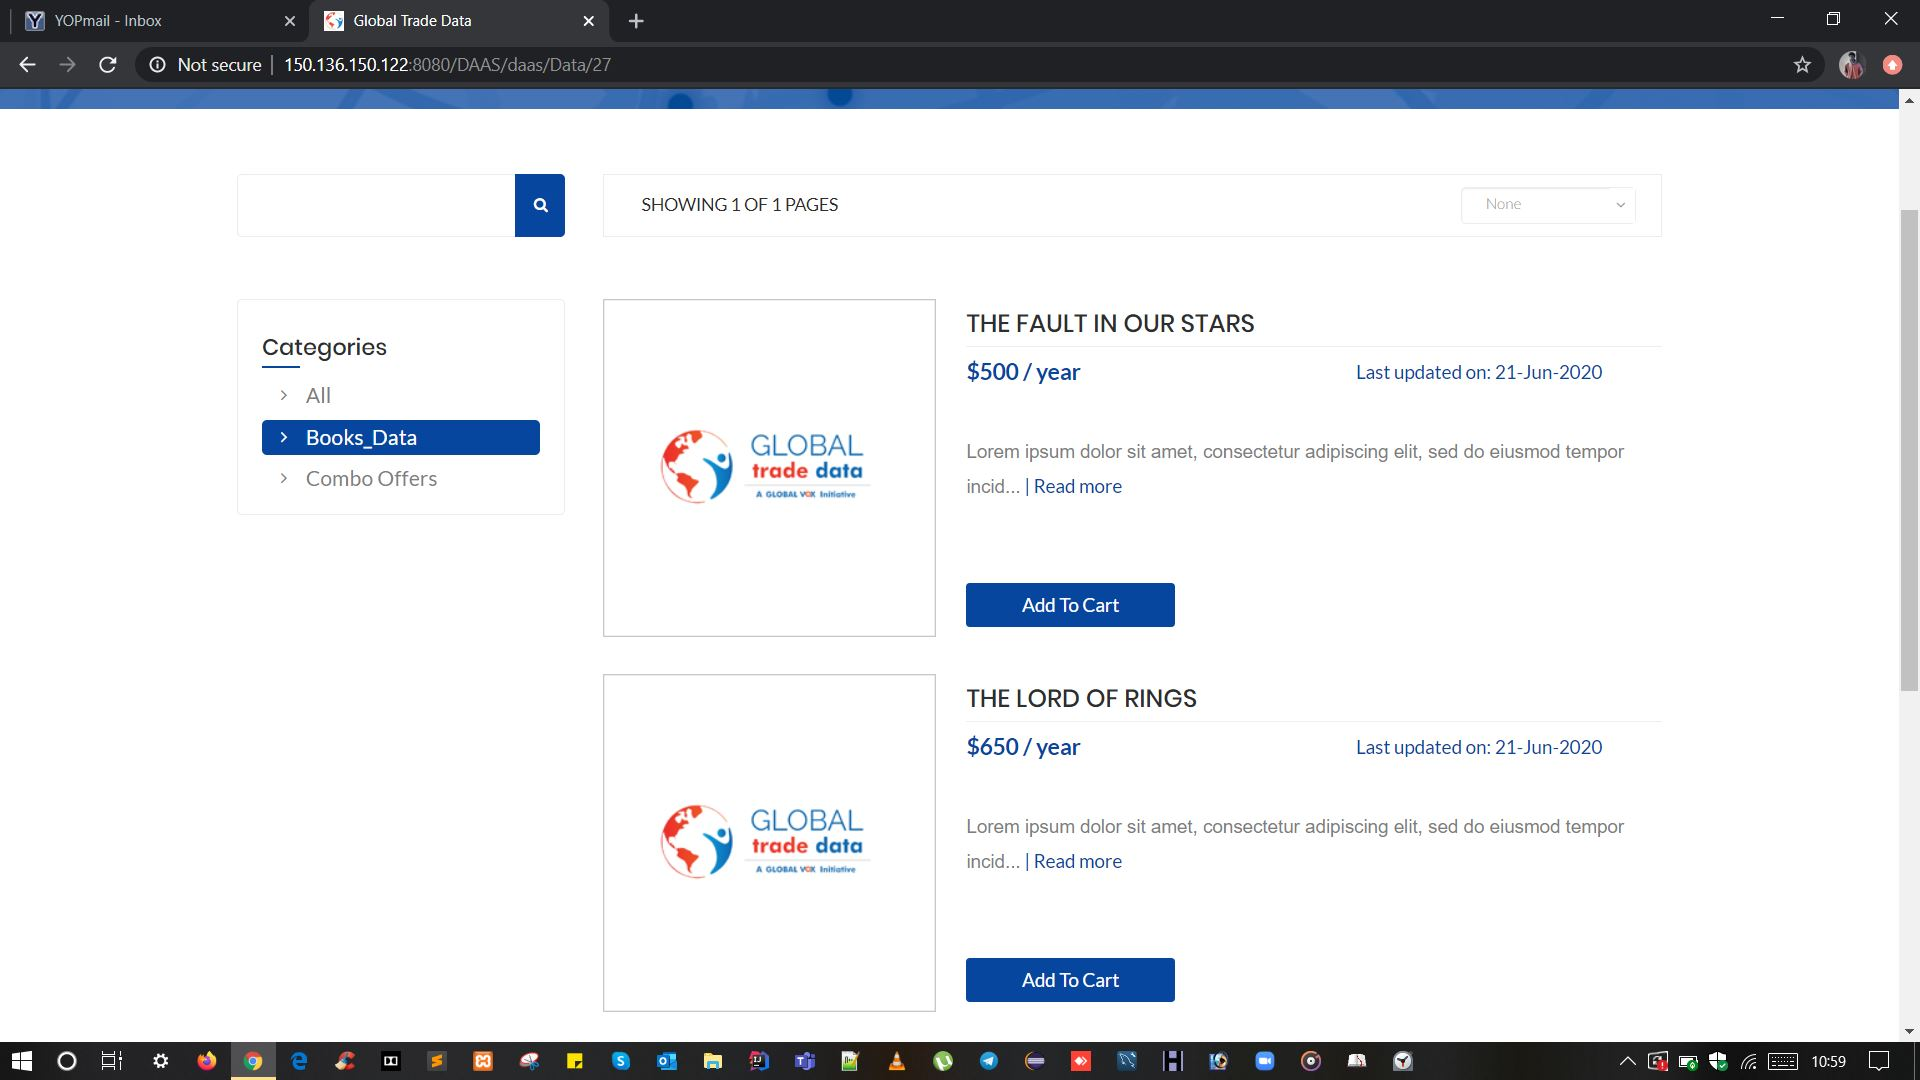 YOPmail - Inbox
Global Trade Data
Not secure
150.136.150.122:8080/DAAS/daas/Data/27
SHOWING 1 OF 1 PAGES
None
Categories
All
Books_Data
Combo Offers
GLOBAL
trade data
A GLOBAL VOX Initiative
THE FAULT IN OUR STARS
$500 / year
Last updated on: 21-Jun-2020
Lorem ipsum dolor sit amet, consectetur adipiscing elit, sed do eiusmod tempor
incid... | Read more
Add To Cart
GLOBAL
trade data
A GLOBAL VOX Initiative
THE LORD OF RINGS
$650 / year
Last updated on: 21-Jun-2020
Lorem ipsum dolor sit amet, consectetur adipiscing elit, sed do eiusmod tempor
incid... | Read more
Add To Cart
10:59